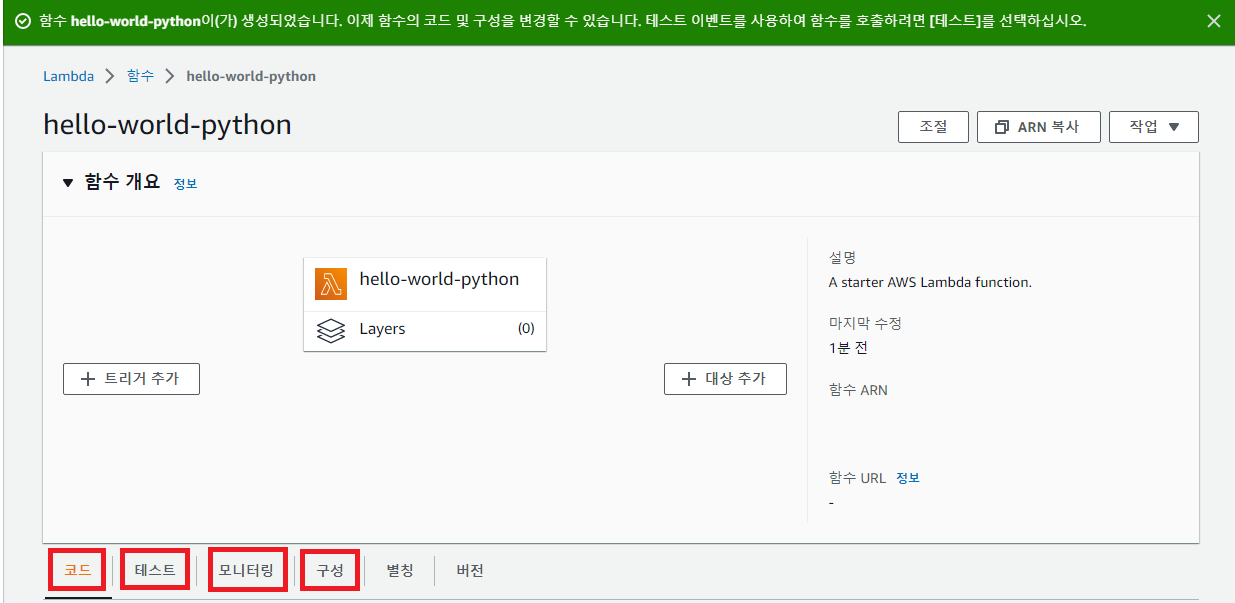 함수 hello-world-python이(가) 생성되었습니다. 이제 함수의 코드 및 구성을 변경할 수 있습니다. 테스트 이벤트를 사용하여 함수를 호출하려면 [테스트]를 선택하십시오.
Lambda > 함수 > hello-world-python
hello-world-python
조절 ARN 복사 작업
함수 개요 정보
hello-world-python
Layers (0)
+ 트리거 추가
+ 대상 추가
설명
A starter AWS Lambda function.
마지막 수정
1분 전
함수 ARN
함수 URL 정보
-
코드 테스트 모니터링 구성 별칭 버전